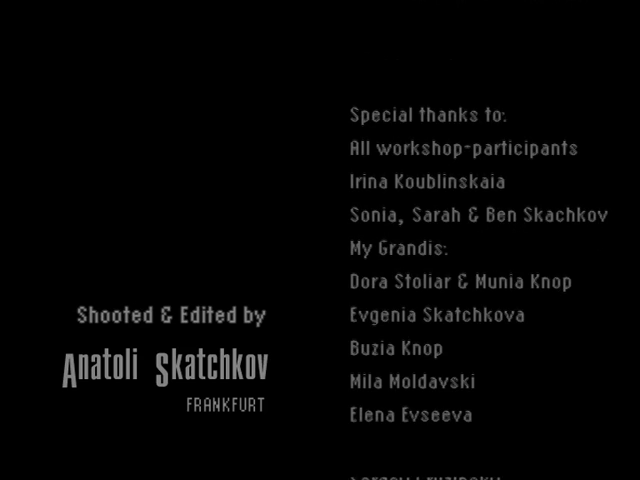 Special thanks to:
All workshop-participants
Irina Koublinskaia
Sonia, Sarah & Ben Skachkov
My Grandis:
Dora Stoliar & Munia Knop
Evgenia Skatchkova
Buzia Knop
Mila Moldavski
Elena Evseeva
Shooted & Edited by
Anatoli Skatchkov
FRANKFURT